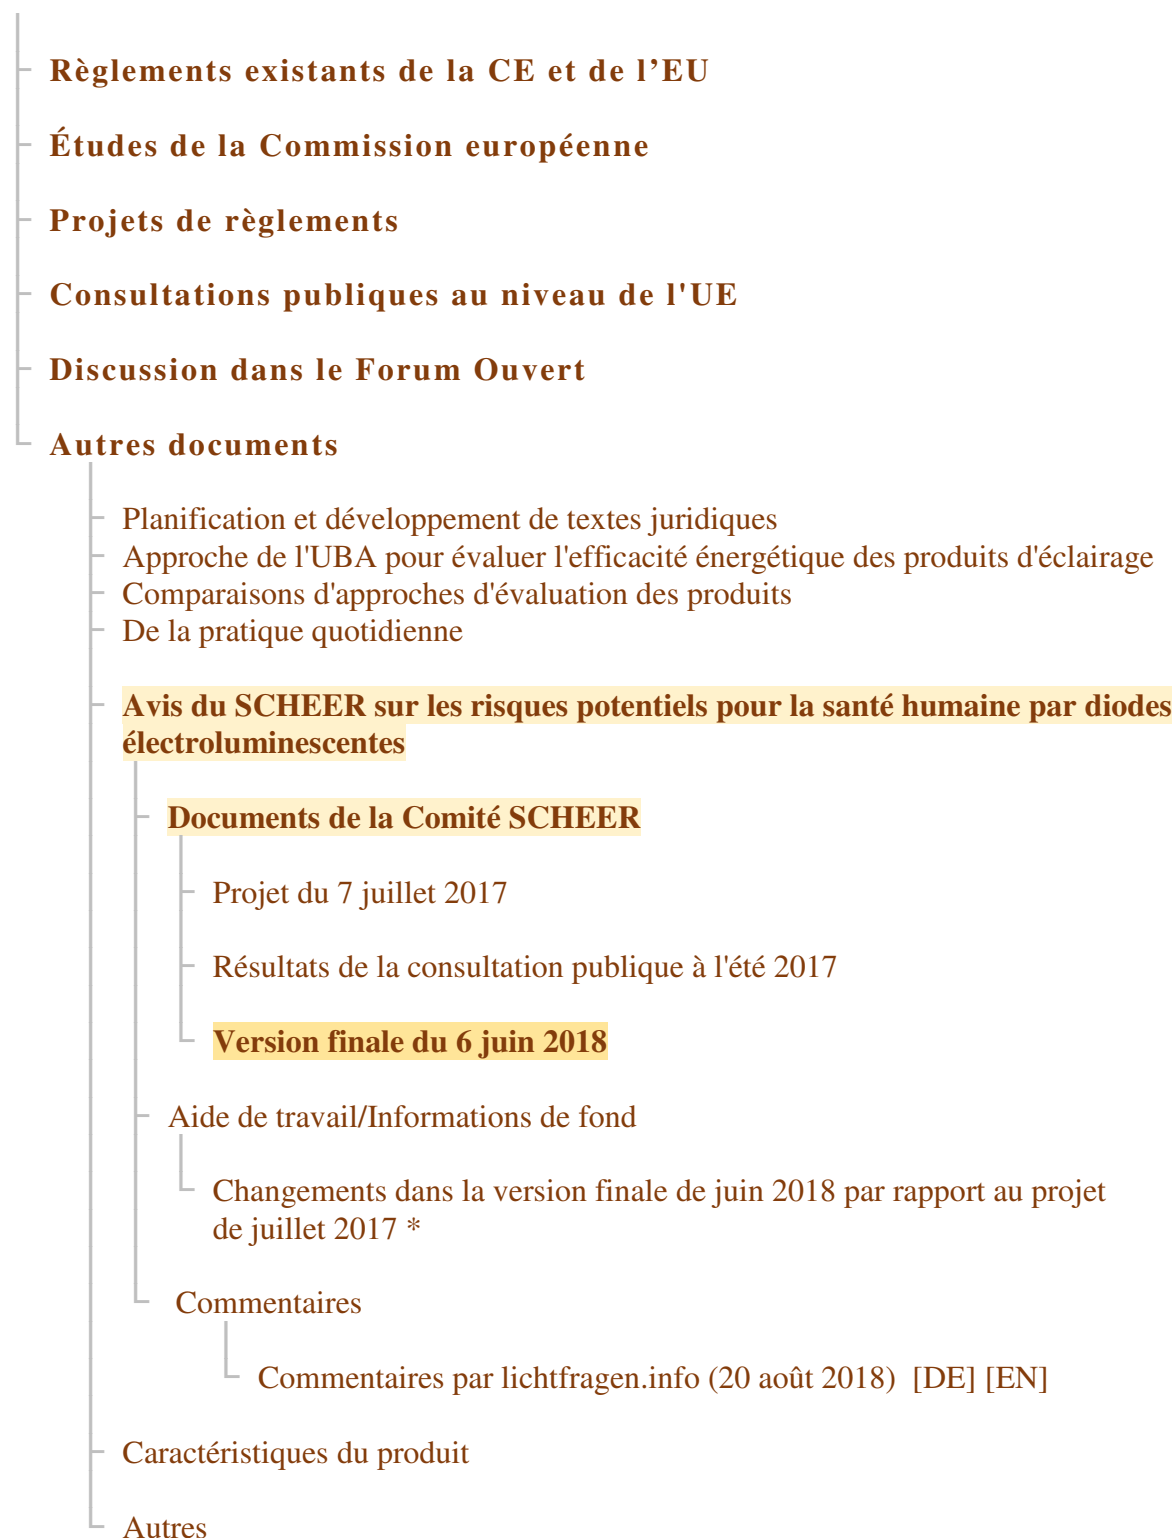 Règlements existants de la CE et de l’EU
Études de la Commission européenne
Projets de règlements
Consultations publiques au niveau de l'UE
Discussion dans le Forum Ouvert
Autres documents
Planification et développement de textes juridiques
Approche de l'UBA pour évaluer l'efficacité énergétique des produits d'éclairage
Comparaisons d'approches d'évaluation des produits
De la pratique quotidienne
Avis du SCHEER sur les risques potentiels pour la santé humaine par diodes
électroluminescentes
Documents de la Comité SCHEER
Projet du 7 juillet 2017
Résultats de la consultation publique à l'été 2017
Version finale du 6 juin 2018
Aide de travail/Informations de fond
Changements dans la version finale de juin 2018 par rapport au projet
de juillet 2017 *
Commentaires
Commentaires par lichtfragen.info (20 août 2018) [DE] [EN]
Caractéristiques du produit
Autres